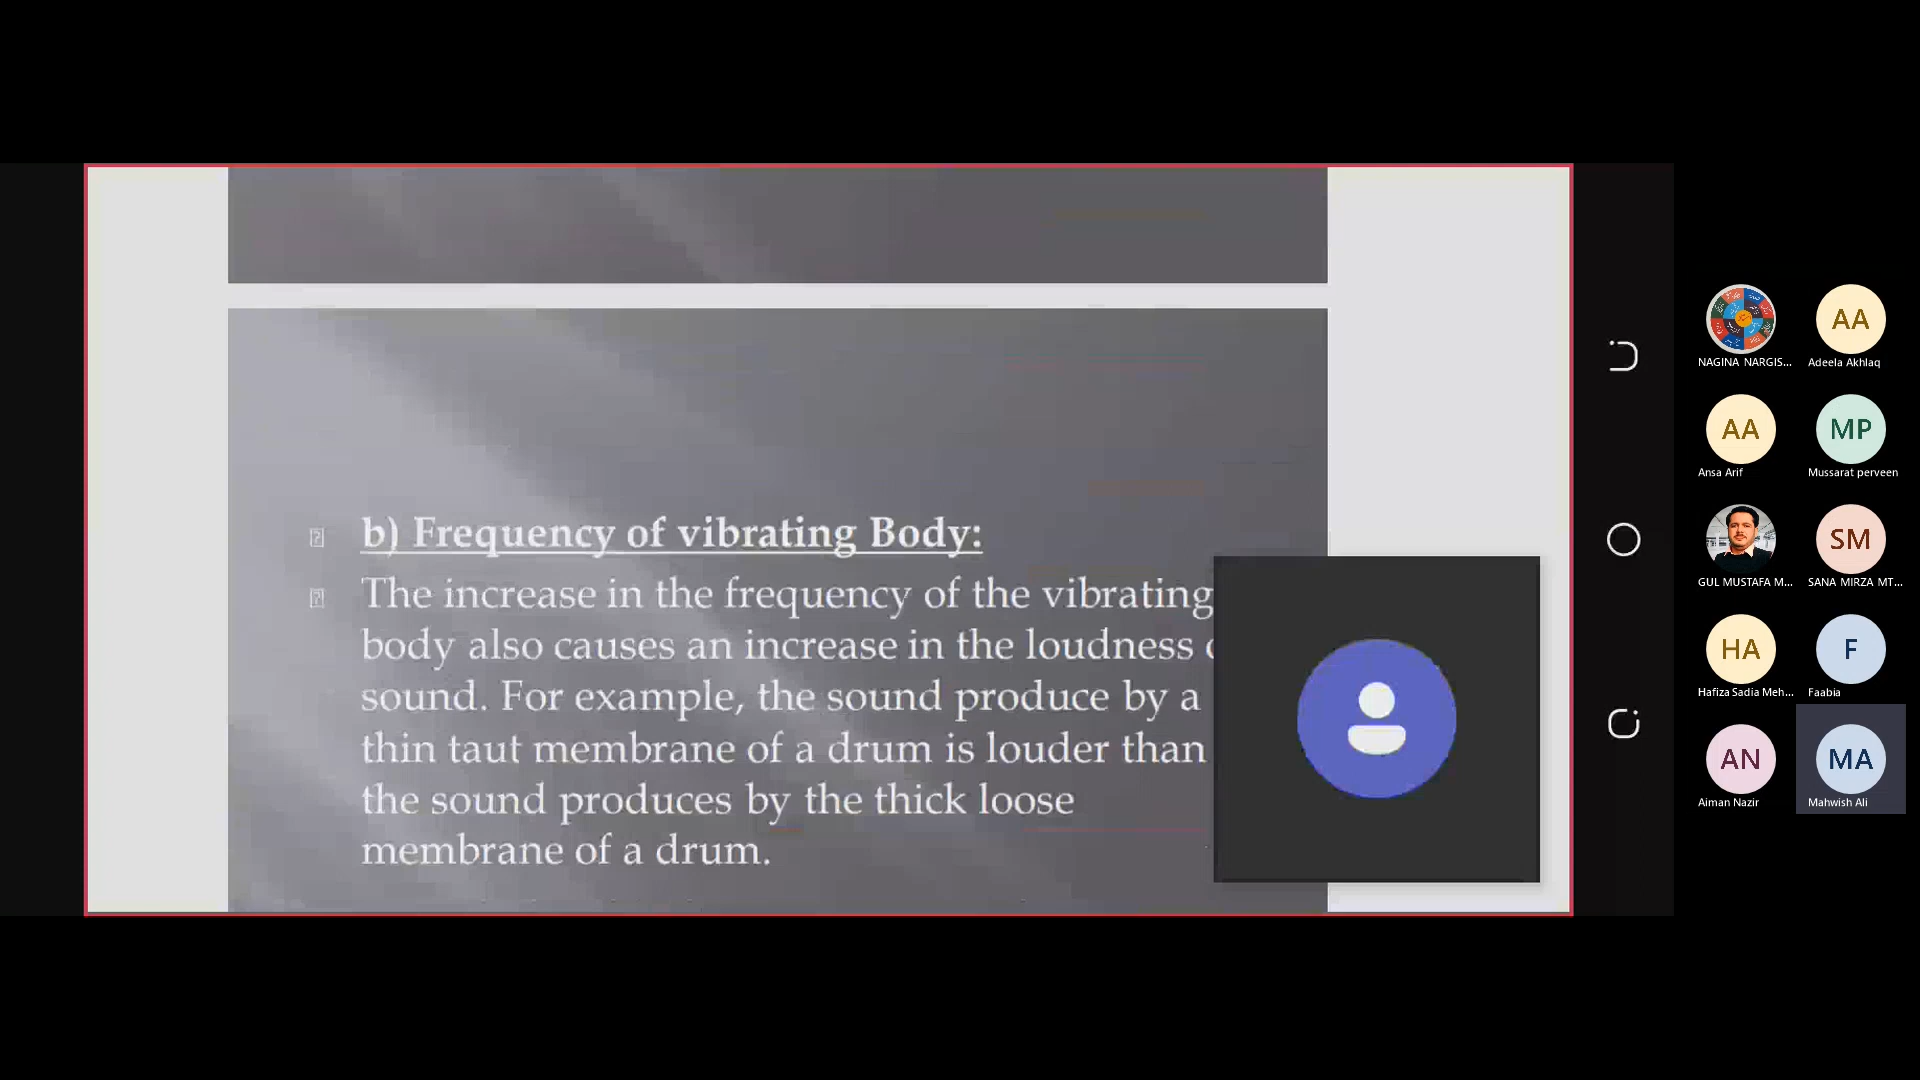 b) Frequency of vibrating Body:
The increase in the frequency of the vibrating
body also causes an increase in the loudness
sound. For example, the sound produce by a
thin taut membrane of a drum is louder than
the sound produces by the thick loose
membrane of a drum.
NAGINA NARGIS...
AA
Adeela Akhlaq
AA
Ansa Arif
MP
Mussarat perveen
GUL MUSTAFA M...
SM
SANA MIRZA MT...
HA
Hafiza Sadia Meh...
F
Faabia
AN
Aiman Nazir
MA
Mahwish Ali